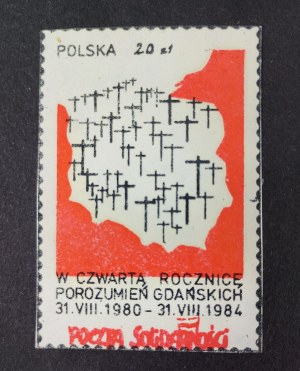 POLSKA 20 zł
W CZWARTĄ ROCZNICĘ
POROZUMIEŃ GDAŃSKICH
31.VIII.1980 - 31.VIII.1984
POCZTA SOLIDARNOŚCI